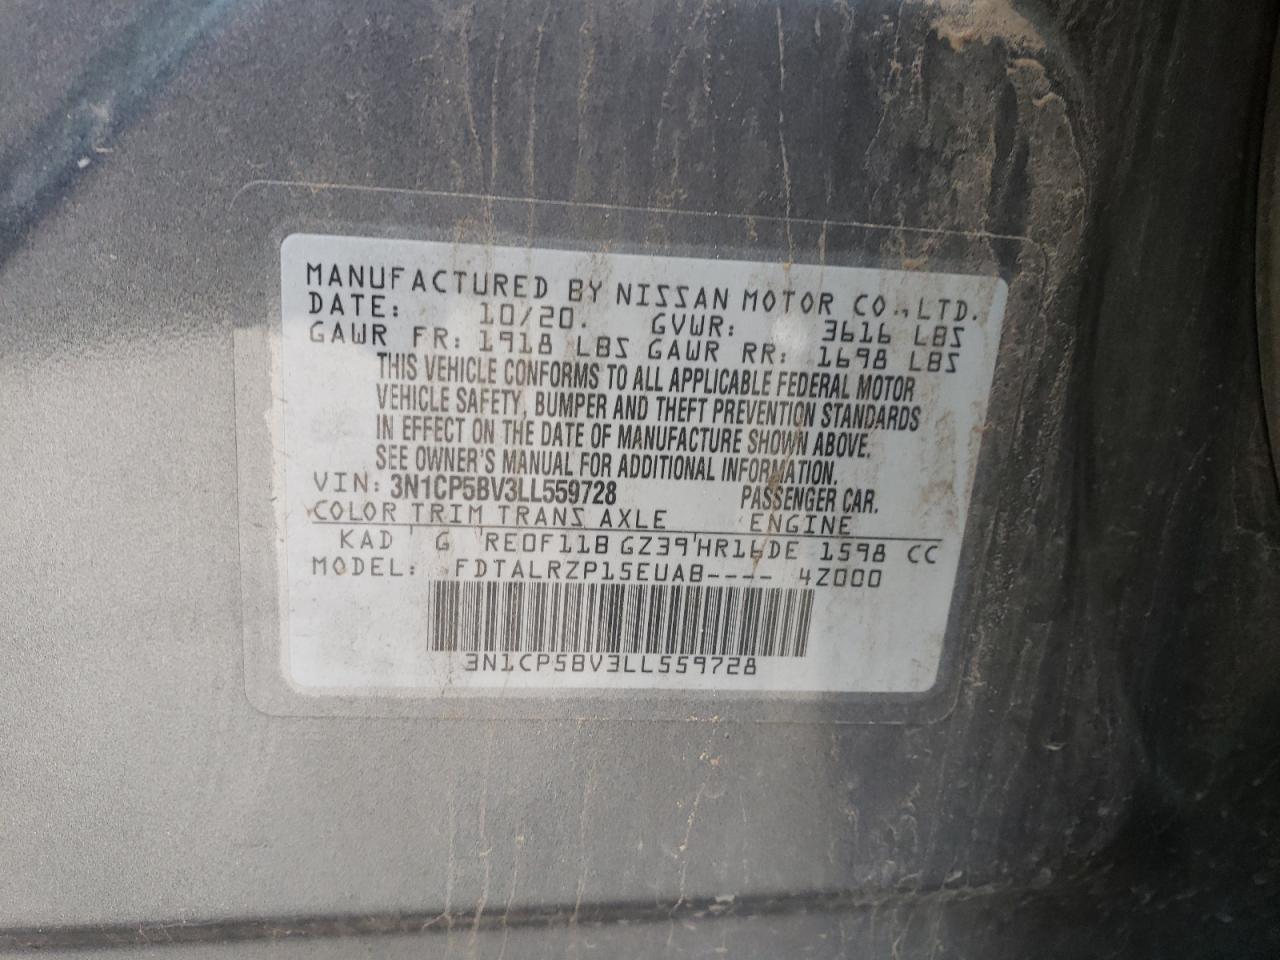 MANUFACTURED BY NISSAN MOTOR CO., LTD.
DATE: 10/20. GVWR: 3616 LBS
GAWR FR: 1918 LBS GAWR RR: 1698 LBS
THIS VEHICLE CONFORMS TO ALL APPLICABLE FEDERAL MOTOR
VEHICLE SAFETY, BUMPER AND THEFT PREVENTION STANDARDS
IN EFFECT ON THE DATE OF MANUFACTURE SHOWN ABOVE.
SEE OWNER'S MANUAL FOR ADDITIONAL INFORMATION.
VIN: 3N1CP5BV3LL559728 PASSENGER CAR.
COLOR TRIM TRANS AXLE ENGINE
KAD G RE0F11B GZ39 HR16DE 1598 CC
MODEL: FDTALRZP15EUAB---- 4Z000
3N1CP5BV3LL559728